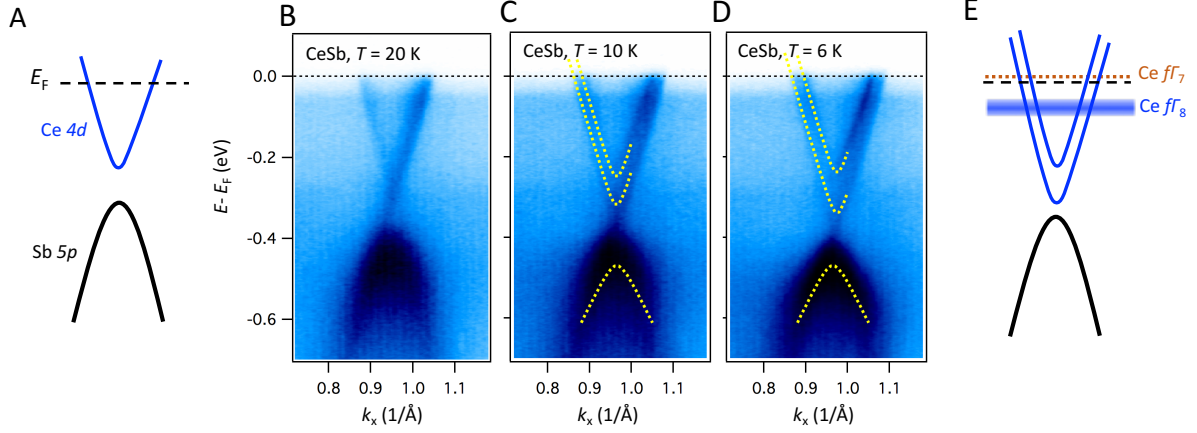 A
E_F
Ce 4d
Sb 5p
B
CeSb, T = 20 K
E- E_F (eV)
0.0
-0.2
-0.4
-0.6
0.8 0.9 1.0 1.1
k_x (1/Å)
C
CeSb, T = 10 K
0.8 0.9 1.0 1.1
k_x (1/Å)
D
CeSb, T = 6 K
0.8 0.9 1.0 1.1
k_x (1/Å)
E
Ce fΓ_7
Ce fΓ_8